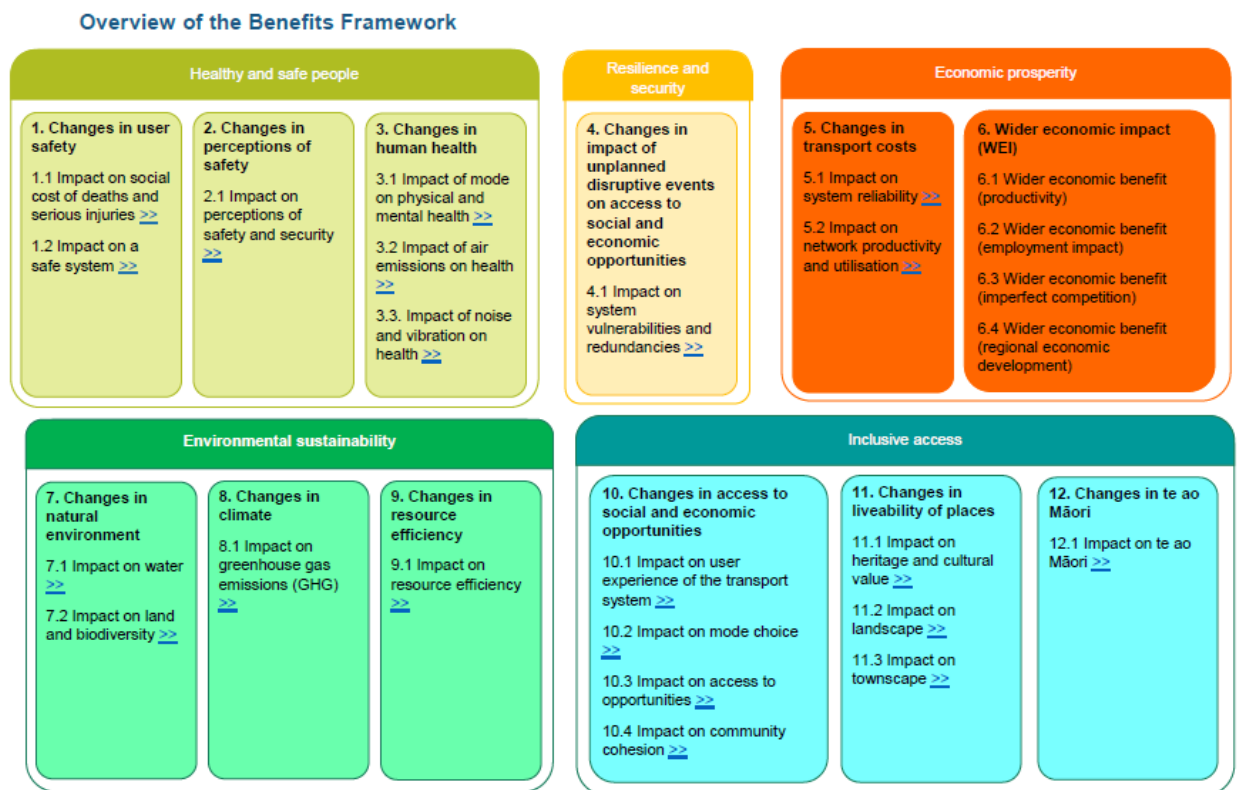 Overview of the Benefits Framework
Healthy and safe people
1. Changes in user
safety
1.1 Impact on social
cost of deaths and
serious injuries >>
1.2 Impact on a
safe system >>
2. Changes in
perceptions of
safety
2.1 Impact on
perceptions of
safety and security
>>
3. Changes in
human health
3.1 Impact of mode
on physical and
mental health >>
3.2 Impact of air
emissions on health
>>
3.3. Impact of noise
and vibration on
health >>
Resilience and
security
4. Changes in
impact of
unplanned
disruptive events
on access to
social and
economic
opportunities
4.1 Impact on
system
vulnerabilities and
redundancies >>
Economic prosperity
5. Changes in
transport costs
5.1 Impact on
system reliability >>
5.2 Impact on
network productivity
and utilisation >>
6. Wider economic impact
(WEI)
6.1 Wider economic benefit
(productivity)
6.2 Wider economic benefit
(employment impact)
6.3 Wider economic benefit
(imperfect competition)
6.4 Wider economic benefit
(regional economic
development)
Environmental sustainability
7. Changes in
natural
environment
7.1 Impact on water
>>
7.2 Impact on land
and biodiversity >>
8. Changes in
climate
8.1 Impact on
greenhouse gas
emissions (GHG)
>>
9. Changes in
resource
efficiency
9.1 Impact on
resource efficiency
>>
Inclusive access
10. Changes in access to
social and economic
opportunities
10.1 Impact on user
experience of the transport
system >>
10.2 Impact on mode choice
>>
10.3 Impact on access to
opportunities >>
10.4 Impact on community
cohesion >>
11. Changes in
liveability of places
11.1 Impact on
heritage and cultural
value >>
11.2 Impact on
landscape >>
11.3 Impact on
townscape >>
12. Changes in te ao
Māori
12.1 Impact on te ao
Māori >>